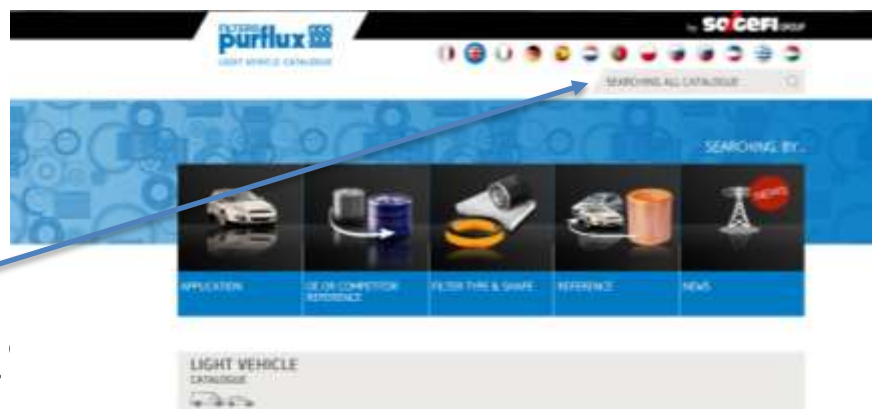 FILTERS
purflux
LIGHT VEHICLE CATALOGUE
by SOGEFI GROUP
SEARCHING ALL CATALOGUE
SEARCHING BY...
APPLICATION
OE OR COMPETITOR
REFERENCE
FILTER TYPE & SHAPE
REFERENCE
NEWS
NEWS
LIGHT VEHICLE
CATALOGUE